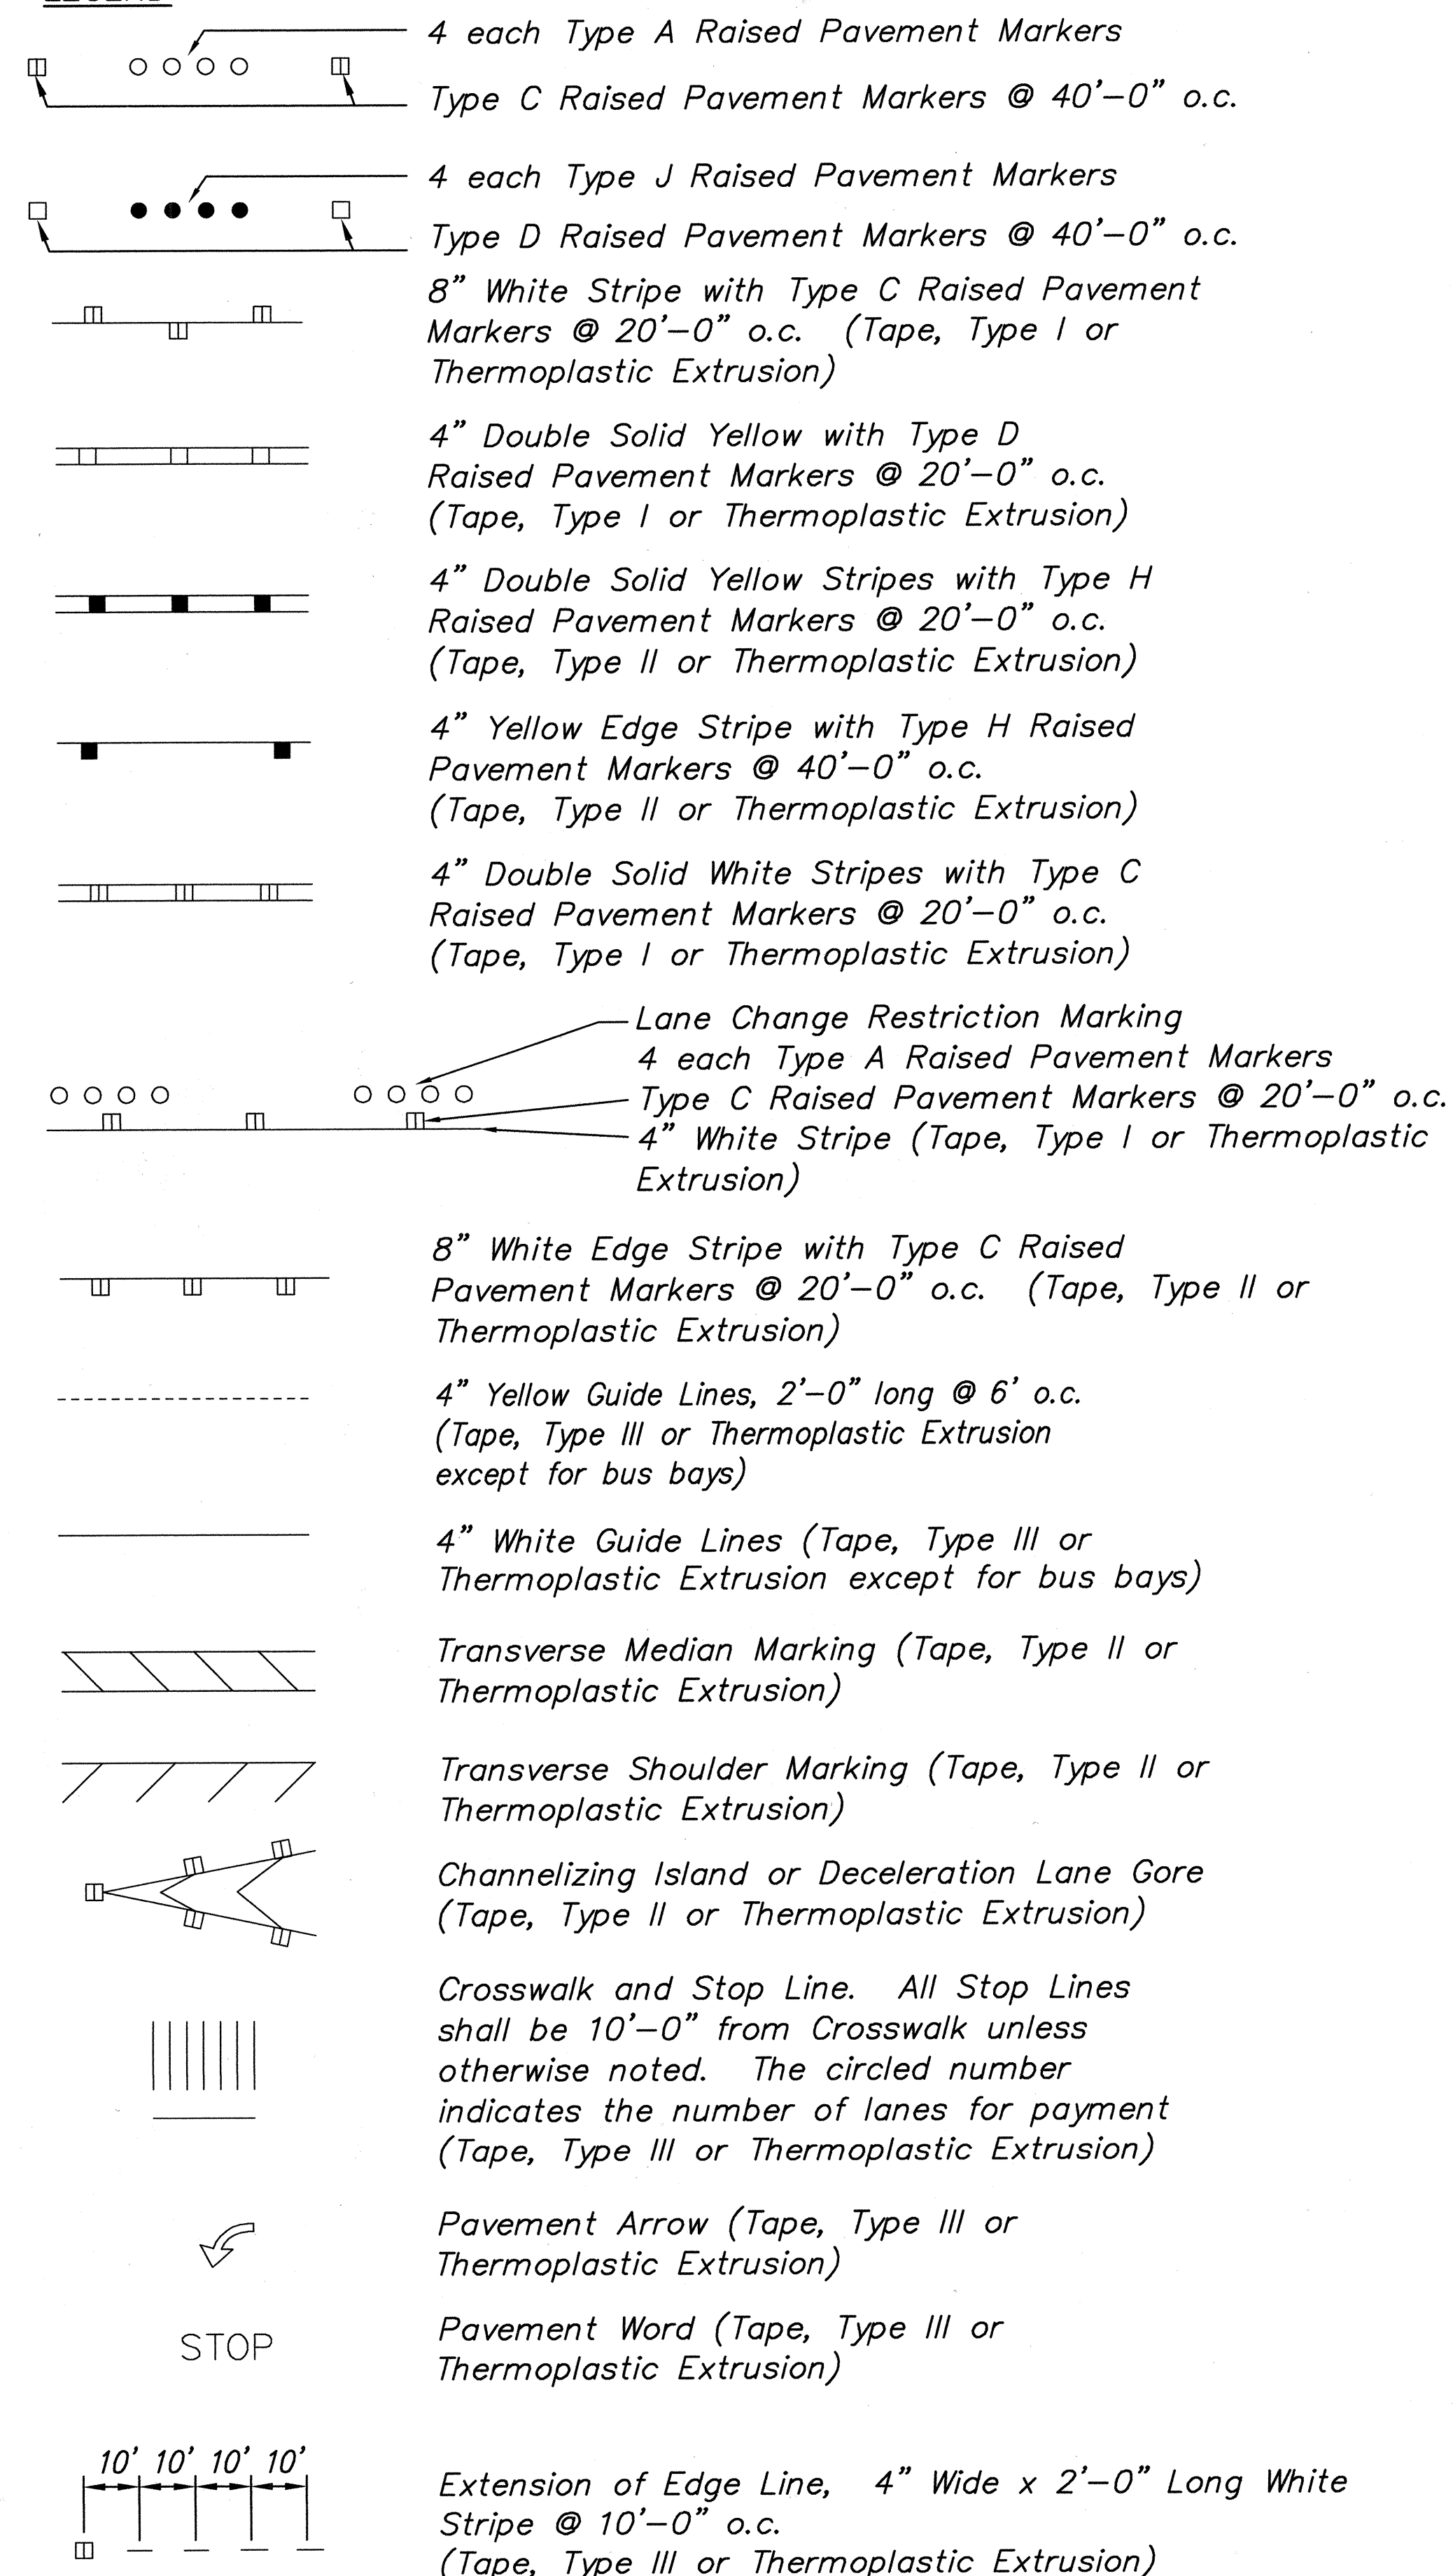 4 each Type A Raised Pavement Markers
Type C Raised Pavement Markers @ 40'-0" o.c.
4 each Type J Raised Pavement Markers
Type D Raised Pavement Markers @ 40'-0" o.c.
8" White Stripe with Type C Raised Pavement
Markers @ 20'-0" o.c. (Tape, Type I or
Thermoplastic Extrusion)
4" Double Solid Yellow with Type D
Raised Pavement Markers @ 20'-0" o.c.
(Tape, Type I or Thermoplastic Extrusion)
4" Double Solid Yellow Stripes with Type H
Raised Pavement Markers @ 20'-0" o.c.
(Tape, Type II or Thermoplastic Extrusion)
4" Yellow Edge Stripe with Type H Raised
Pavement Markers @ 40'-0" o.c.
(Tape, Type II or Thermoplastic Extrusion)
4" Double Solid White Stripes with Type C
Raised Pavement Markers @ 20'-0" o.c.
(Tape, Type I or Thermoplastic Extrusion)
Lane Change Restriction Marking
4 each Type A Raised Pavement Markers
Type C Raised Pavement Markers @ 20'-0" o.c.
4" White Stripe (Tape, Type I or Thermoplastic
Extrusion)
8" White Edge Stripe with Type C Raised
Pavement Markers @ 20'-0" o.c. (Tape, Type II or
Thermoplastic Extrusion)
4" Yellow Guide Lines, 2'-0" long @ 6' o.c.
(Tape, Type III or Thermoplastic Extrusion
except for bus bays)
4" White Guide Lines (Tape, Type III or
Thermoplastic Extrusion except for bus bays)
Transverse Median Marking (Tape, Type II or
Thermoplastic Extrusion)
Transverse Shoulder Marking (Tape, Type II or
Thermoplastic Extrusion)
Channelizing Island or Deceleration Lane Gore
(Tape, Type II or Thermoplastic Extrusion)
Crosswalk and Stop Line. All Stop Lines
shall be 10'-0" from Crosswalk unless
otherwise noted. The circled number
indicates the number of lanes for payment
(Tape, Type III or Thermoplastic Extrusion)
Pavement Arrow (Tape, Type III or
Thermoplastic Extrusion)
STOP
Pavement Word (Tape, Type III or
Thermoplastic Extrusion)
10' 10' 10' 10'
Extension of Edge Line, 4" Wide x 2'-0" Long White
Stripe @ 10'-0" o.c.
(Tape, Type III or Thermoplastic Extrusion)